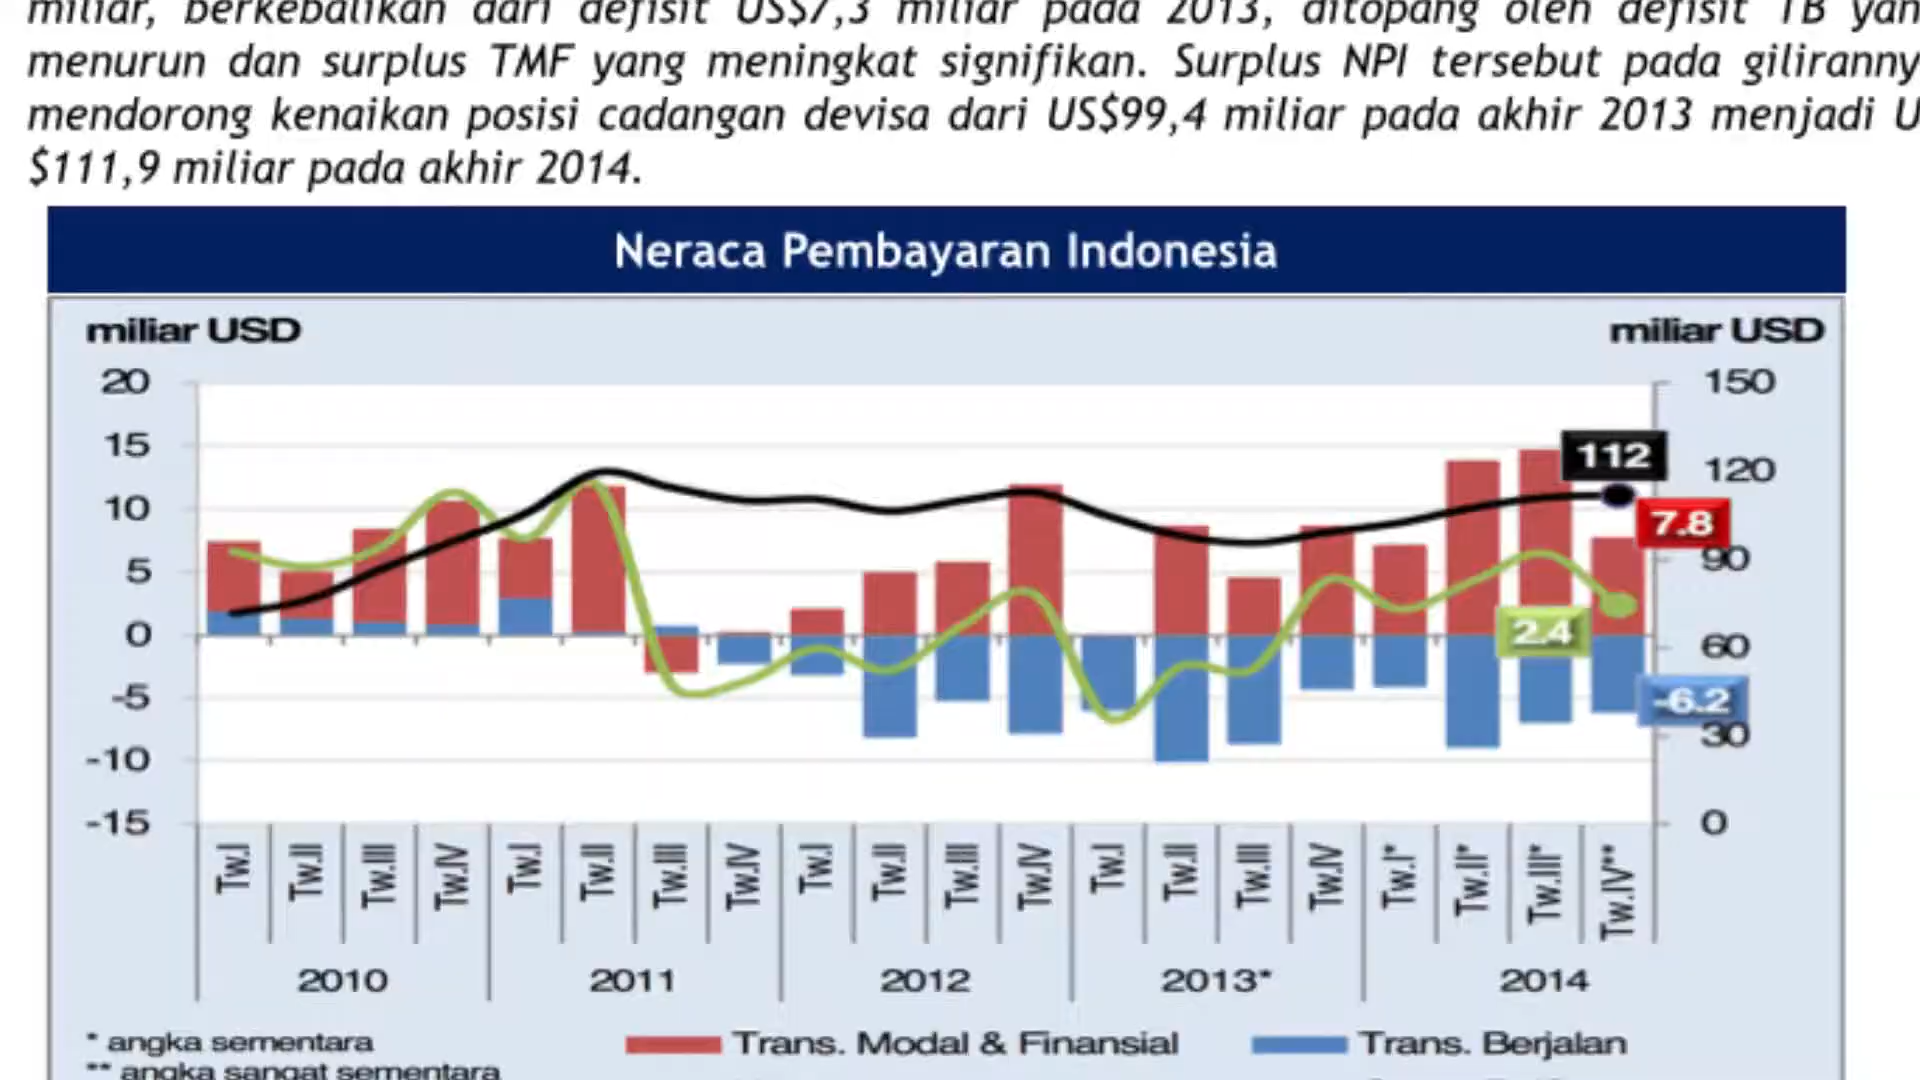 miliar, berkebalikan dari defisit US$7,3 miliar pada 2013, ditopang oleh defisit TB yan
menurun dan surplus TMF yang meningkat signifikan. Surplus NPI tersebut pada giliranny
mendorong kenaikan posisi cadangan devisa dari US$99,4 miliar pada akhir 2013 menjadi U
$111,9 miliar pada akhir 2014.
Neraca Pembayaran Indonesia
miliar USD miliar USD
20 150
15 112
120
10 7.8
5 90
0 2.4 60
-5 -6.2
30
-10
-15 0
Tw.I Tw.II Tw.III Tw.IV Tw.I Tw.II Tw.III Tw.IV Tw.I Tw.II Tw.III Tw.IV Tw.I Tw.II Tw.III Tw.IV Tw.I* Tw.II* Tw.III* Tw.IV**
2010 2011 2012 2013* 2014
* angka sementara Trans. Modal & Finansial Trans. Berjalan
** angka sangat sementara